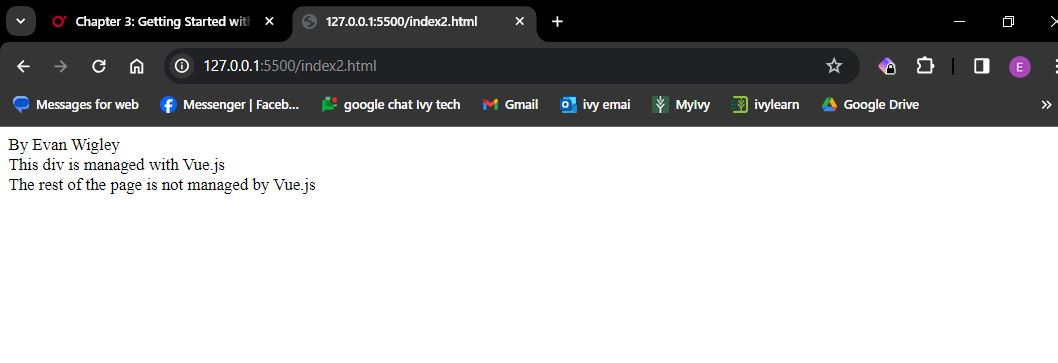 Chapter 3: Getting Started with
127.0.0.1:5500/index2.html
127.0.0.1:5500/index2.html
E
Messages for web
Messenger | Faceb...
google chat Ivy tech
Gmail
ivy emai
MyIvy
ivylearn
Google Drive
By Evan Wigley
This div is managed with Vue.js
The rest of the page is not managed by Vue.js